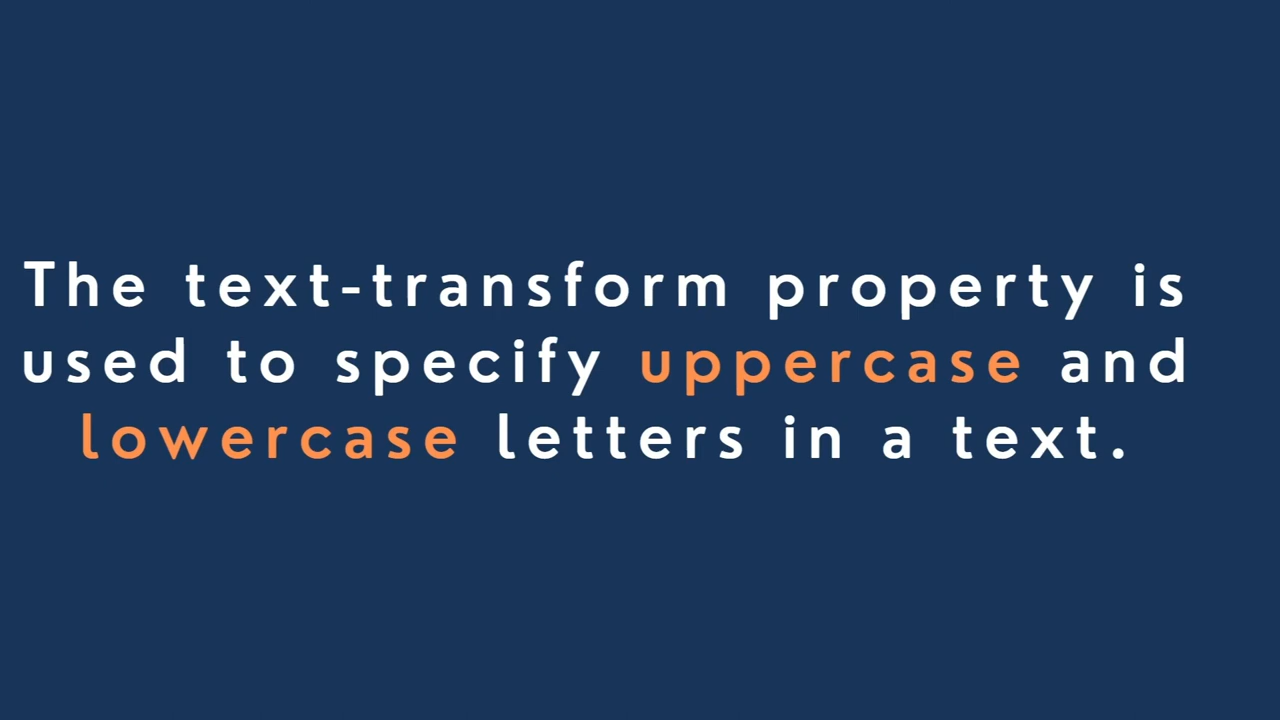 The text-transform property is
used to specify uppercase and
lowercase letters in a text.